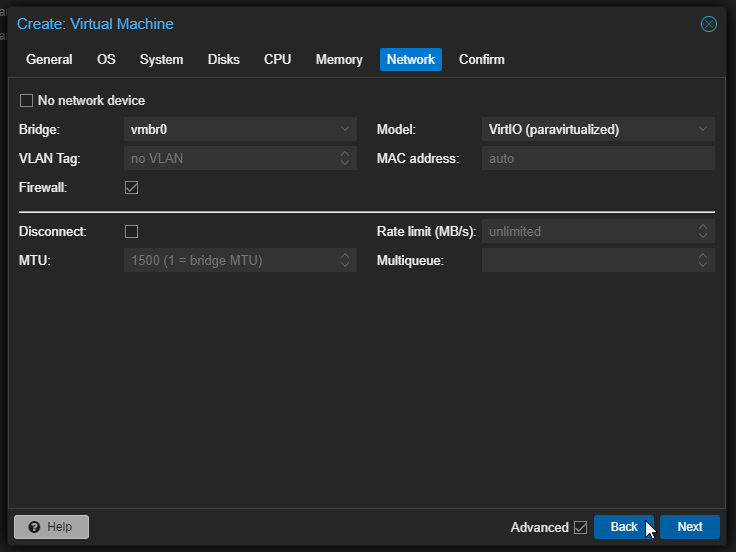 Create: Virtual Machine
General OS System Disks CPU Memory Network Confirm
No network device
Bridge: vmbr0 Model: VirtIO (paravirtualized)
VLAN Tag: no VLAN MAC address: auto
Firewall:
Disconnect: Rate limit (MB/s): unlimited
MTU: 1500 (1 = bridge MTU) Multiqueue:
? Help Advanced Back Next